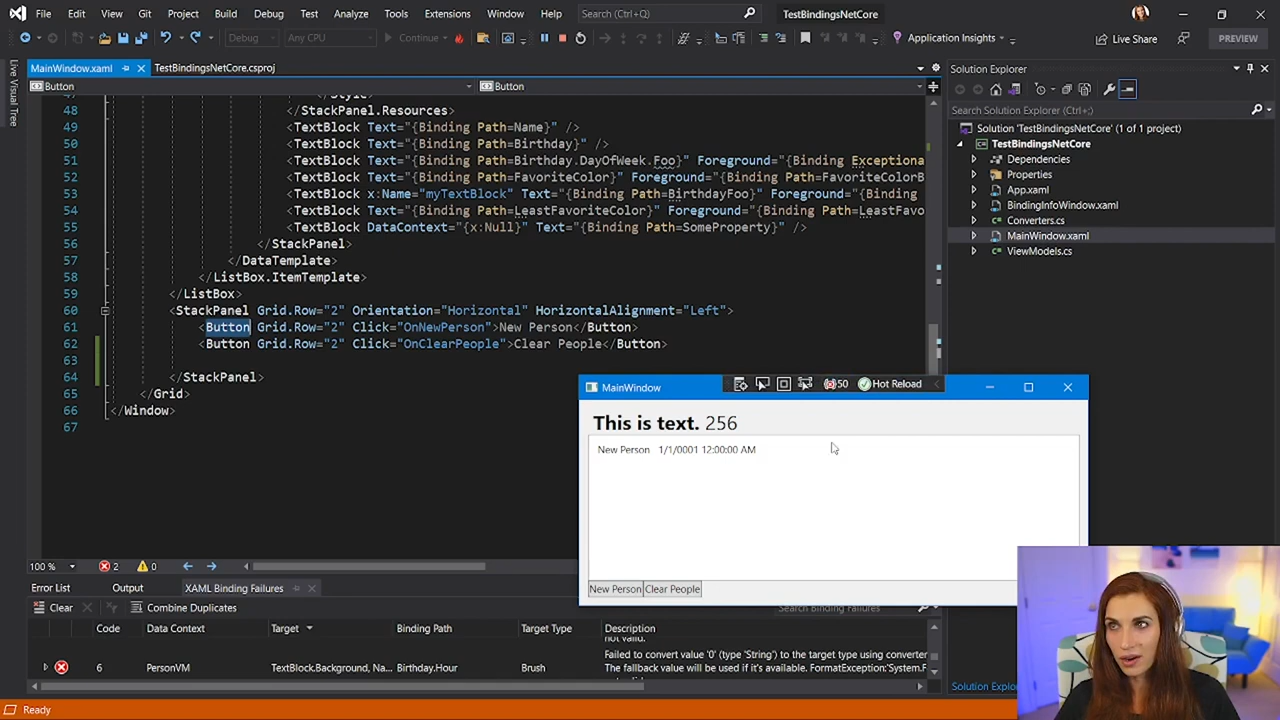 File Edit View Git Project Build Debug Test Analyze Tools Extensions Window Help Search (Ctrl+Q) TestBindingsNetCore
Debug Any CPU Continue Application Insights Live Share PREVIEW
MainWindow.xaml TestBindingsNetCore.csproj
Button Button
Live Visual Tree
48 </StackPanel.Resources>
49 <TextBlock Text="{Binding Path=Name}" />
50 <TextBlock Text="{Binding Path=Birthday}" />
51 <TextBlock Text="{Binding Path=Birthday.DayOfWeek.Foo}" Foreground="{Binding Exceptiona
52 <TextBlock Text="{Binding Path=FavoriteColor}" Foreground="{Binding Path=FavoriteColorB
53 <TextBlock x:Name="myTextBlock" Text="{Binding Path=BirthdayFoo}" Foreground="{Binding
54 <TextBlock Text="{Binding Path=LeastFavoriteColor}" Foreground="{Binding Path=LeastFavo
55 <TextBlock DataContext="{x:Null}" Text="{Binding Path=SomeProperty}" />
56 </StackPanel>
57 </DataTemplate>
58 </ListBox.ItemTemplate>
59 </ListBox>
60 <StackPanel Grid.Row="2" Orientation="Horizontal" HorizontalAlignment="Left">
61 <Button Grid.Row="2" Click="OnNewPerson">New Person</Button>
62 <Button Grid.Row="2" Click="OnClearPeople">Clear People</Button>
63
64 </StackPanel>
65 </Grid>
66 </Window>
67
Solution Explorer
Search Solution Explorer (Ctrl+;)
Solution 'TestBindingsNetCore' (1 of 1 project)
TestBindingsNetCore
Dependencies
Properties
App.xaml
BindingInfoWindow.xaml
Converters.cs
MainWindow.xaml
ViewModels.cs
MainWindow 50 Hot Reload
This is text. 256
New Person 1/1/0001 12:00:00 AM
New Person Clear People
100 % 2 0
Error List Output XAML Binding Failures
Clear Combine Duplicates Search Binding Failures
Code Data Context Target Binding Path Target Type Description
not valid.
6 PersonVM TextBlock.Background, Na... Birthday.Hour Brush
Failed to convert value '0' (type 'String') to the target type using converter
The fallback value will be used if it's available. FormatException:'System.F
Solution Explor
Ready